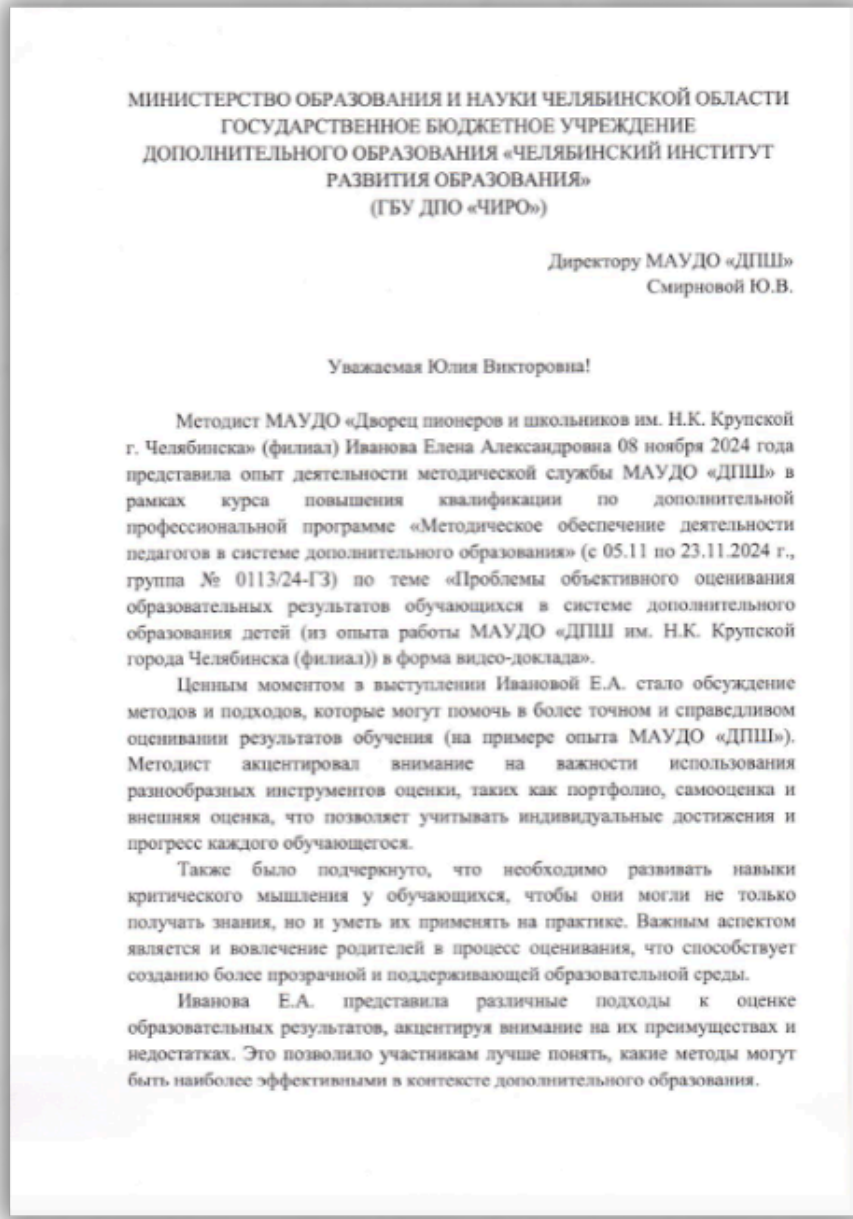 МИНИСТЕРСТВО ОБРАЗОВАНИЯ И НАУКИ ЧЕЛЯБИНСКОЙ ОБЛАСТИ
ГОСУДАРСТВЕННОЕ БЮДЖЕТНОЕ УЧРЕЖДЕНИЕ
ДОПОЛНИТЕЛЬНОГО ОБРАЗОВАНИЯ «ЧЕЛЯБИНСКИЙ ИНСТИТУТ
РАЗВИТИЯ ОБРАЗОВАНИЯ»
(ГБУ ДПО «ЧИРО»)
Директору МАУДО «ДПШ»
Смирновой Ю.В.
Уважаемая Юлия Викторовна!
Методист МАУДО «Дворец пионеров и школьников им. Н.К. Крупской
г. Челябинска» (филиал) Иванова Елена Александровна 08 ноября 2024 года
представила опыт деятельности методической службы МАУДО «ДПШ» в
рамках курса повышения квалификации по дополнительной
профессиональной программе «Методическое обеспечение деятельности
педагогов в системе дополнительного образования» (с 05.11 по 23.11.2024 г.,
группа № 0113/24-ГЗ) по теме «Проблемы объективного оценивания
образовательных результатов обучающихся в системе дополнительного
образования детей (из опыта работы МАУДО «ДПШ им. Н.К. Крупской
города Челябинска (филиал)) в форма видео-доклада».
Ценным моментом в выступлении Ивановой Е.А. стало обсуждение
методов и подходов, которые могут помочь в более точном и справедливом
оценивании результатов обучения (на примере опыта МАУДО «ДПШ»).
Методист акцентировал внимание на важности использования
разнообразных инструментов оценки, таких как портфолио, самооценка и
внешняя оценка, что позволяет учитывать индивидуальные достижения и
прогресс каждого обучающегося.
Также было подчеркнуто, что необходимо развивать навыки
критического мышления у обучающихся, чтобы они могли не только
получать знания, но и уметь их применять на практике. Важным аспектом
является и вовлечение родителей в процесс оценивания, что способствует
созданию более прозрачной и поддерживающей образовательной среды.
Иванова Е.А. представила различные подходы к оценке
образовательных результатов, акцентируя внимание на их преимуществах и
недостатках. Это позволило участникам лучше понять, какие методы могут
быть наиболее эффективными в контексте дополнительного образования.